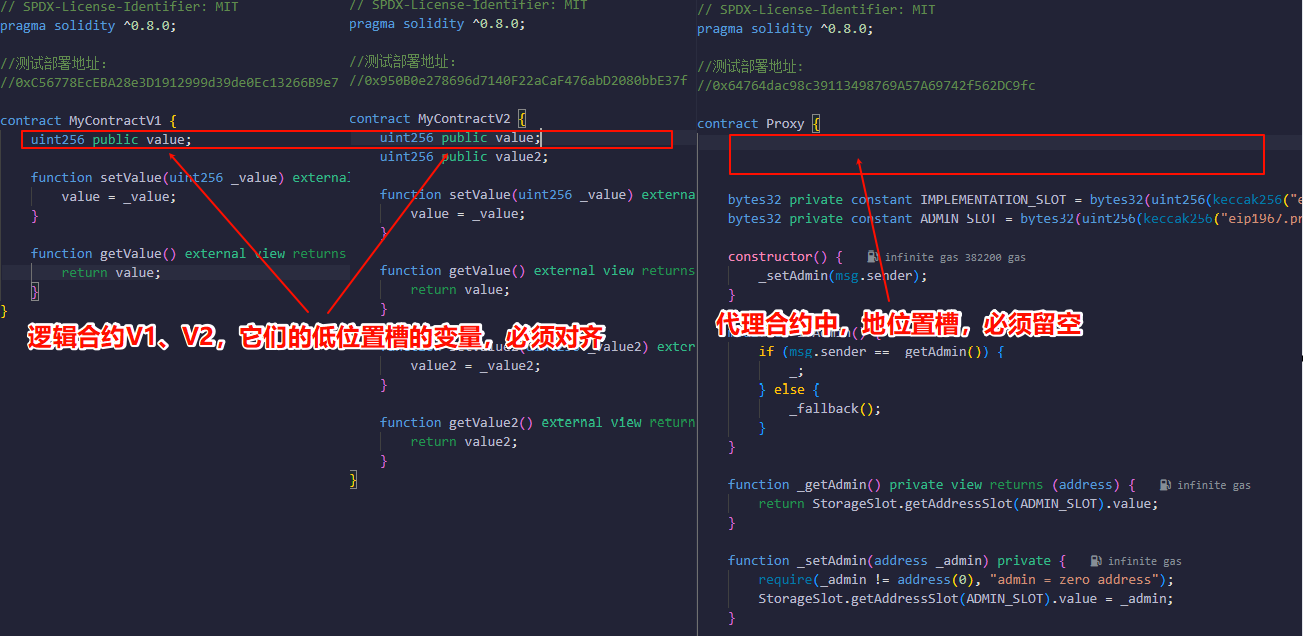 // SPDX-License-Identifier: MIT
pragma solidity ^0.8.0;
//测试部署地址:
//0xC56778EcEBA28e3D1912999d39de0Ec13266B9e7
contract MyContractV1 {
uint256 public value;
function setValue(uint256 _value) external
value = _value;
}
function getValue() external view returns
return value;
}
}
// SPDX-License-Identifier: MIT
pragma solidity ^0.8.0;
//测试部署地址:
//0x950B0e278696d7140F22aCaF476abD2080bbE37f
contract MyContractV2 {
uint256 public value;
uint256 public value2;
function setValue(uint256 _value) externa
value = _value;
}
function getValue() external view returns
return value;
}
_value2) exter
value2 = _value2;
}
function getValue2() external view return
return value2;
}
}
逻辑合约V1、V2，它们的低位置槽的变量，必须对齐
// SPDX-License-Identifier: MIT
pragma solidity ^0.8.0;
//测试部署地址:
//0x64764dac98c39113498769A57A69742f562DC9fc
contract Proxy {
bytes32 private constant IMPLEMENTATION_SLOT = bytes32(uint256(keccak256("e
bytes32 private constant ADMIN_SLOT = bytes32(uint256(keccak256("eip1967.pr
constructor() { infinite gas 382200 gas
_setAdmin(msg.sender);
}
代理合约中，地位置槽，必须留空
if (msg.sender == _getAdmin()) {
_;
} else {
_fallback();
}
}
function _getAdmin() private view returns (address) { infinite gas
return StorageSlot.getAddressSlot(ADMIN_SLOT).value;
}
function _setAdmin(address _admin) private { infinite gas
require(_admin != address(0), "admin = zero address");
StorageSlot.getAddressSlot(ADMIN_SLOT).value = _admin;
}